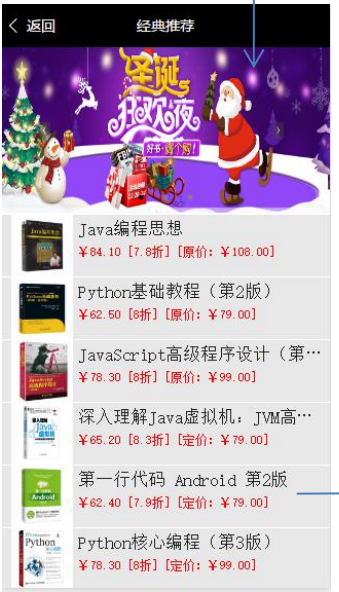 返回
经典推荐
圣诞
狂欢夜
好书·购个购!
Java编程思想
￥84.10 [7.8折] [原价: ￥108.00]
Python基础教程（第2版）
￥62.50 [8折] [原价: ￥79.00]
JavaScript高级程序设计（第…
￥78.30 [8折] [原价: ￥99.00]
深入理解Java虚拟机: JVM高…
￥65.20 [8.3折] [定价: ￥79.00]
第一行代码 Android 第2版
￥62.40 [7.9折] [定价: ￥79.00]
Python核心编程（第3版）
￥78.30 [8折] [定价: ￥99.00]